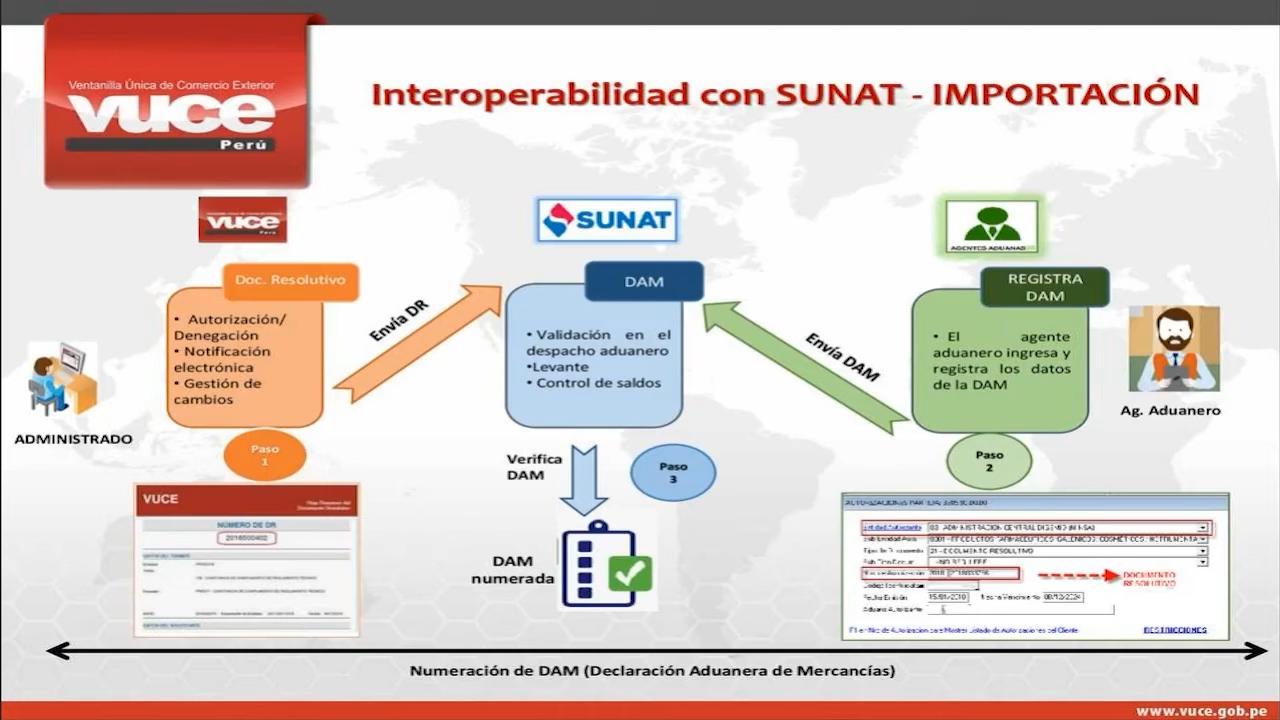 Ventanilla Única de Comercio Exterior
vuce
Perú
Interoperabilidad con SUNAT - IMPORTACIÓN
vuce
SUNAT
AGENTES ADUANAS
Doc. Resolutivo
• Autorización/
Denegación
• Notificación
electrónica
• Gestión de
cambios
Envía DR
DAM
• Validación en el
despacho aduanero
•Levante
• Control de saldos
Envía DAM
REGISTRA
DAM
• El agente
aduanero ingresa y
registra los datos
de la DAM
ADMINISTRADO
Ag. Aduanero
Paso
1
Verifica
DAM
Paso
3
Paso
2
VUCE
NÚMERO DE DR
2016500402
DAM
numerada
DOCUMENTO
RESOLUTIVO
RESTRICCIONES
Numeración de DAM (Declaración Aduanera de Mercancías)
www.vuce.gob.pe